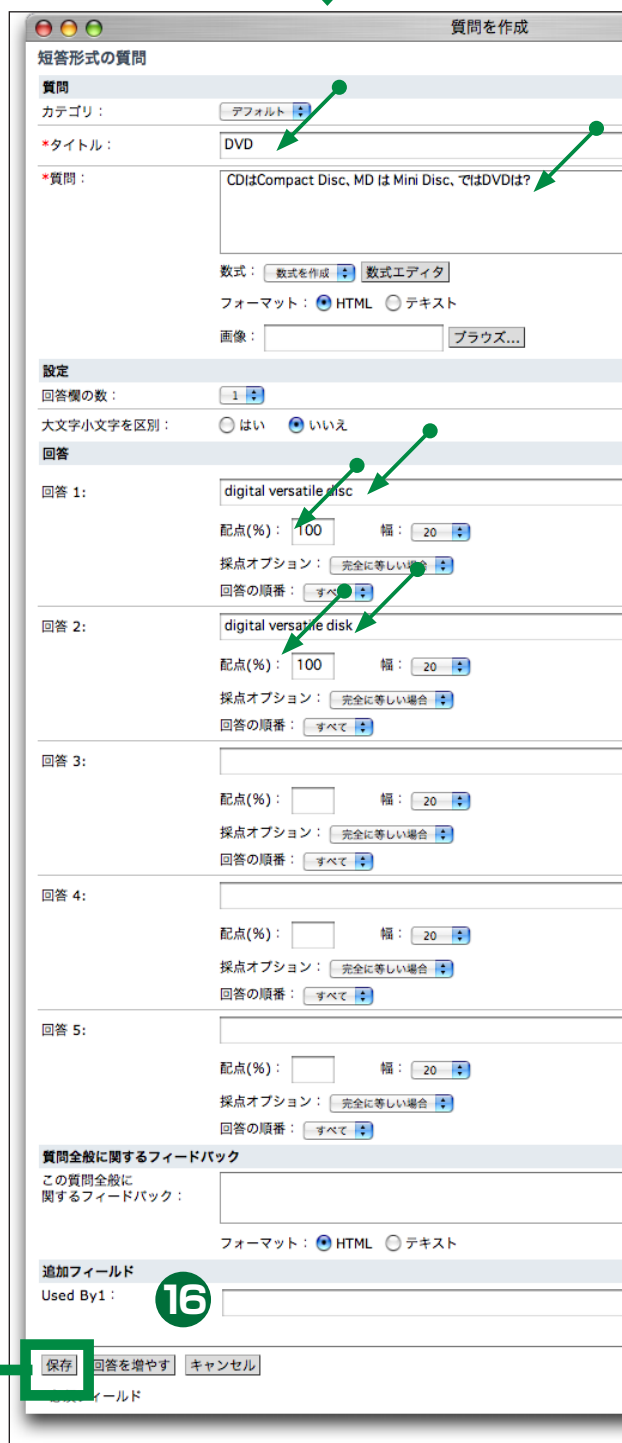 質問を作成
短答形式の質問
質問
カテゴリ： デフォルト
*タイトル： DVD
*質問： CDはCompact Disc、MD は Mini Disc、ではDVDは?
数式： 数式を作成 数式エディタ
フォーマット： HTML テキスト
画像： ブラウズ...
設定
回答欄の数： 1
大文字小文字を区別： はい いいえ
回答
回答 1: digital versatile disc
配点(%)： 100 幅： 20
採点オプション： 完全に等しい場合
回答の順番： すべて
回答 2: digital versatile disk
配点(%)： 100 幅： 20
採点オプション： 完全に等しい場合
回答の順番： すべて
回答 3:
配点(%)： 幅： 20
採点オプション： 完全に等しい場合
回答の順番： すべて
回答 4:
配点(%)： 幅： 20
採点オプション： 完全に等しい場合
回答の順番： すべて
回答 5:
配点(%)： 幅： 20
採点オプション： 完全に等しい場合
回答の順番： すべて
質問全般に関するフィードバック
この質問全般に
関するフィードバック：
フォーマット： HTML テキスト
追加フィールド
Used By1： 16
保存 回答を増やす キャンセル
フィールド